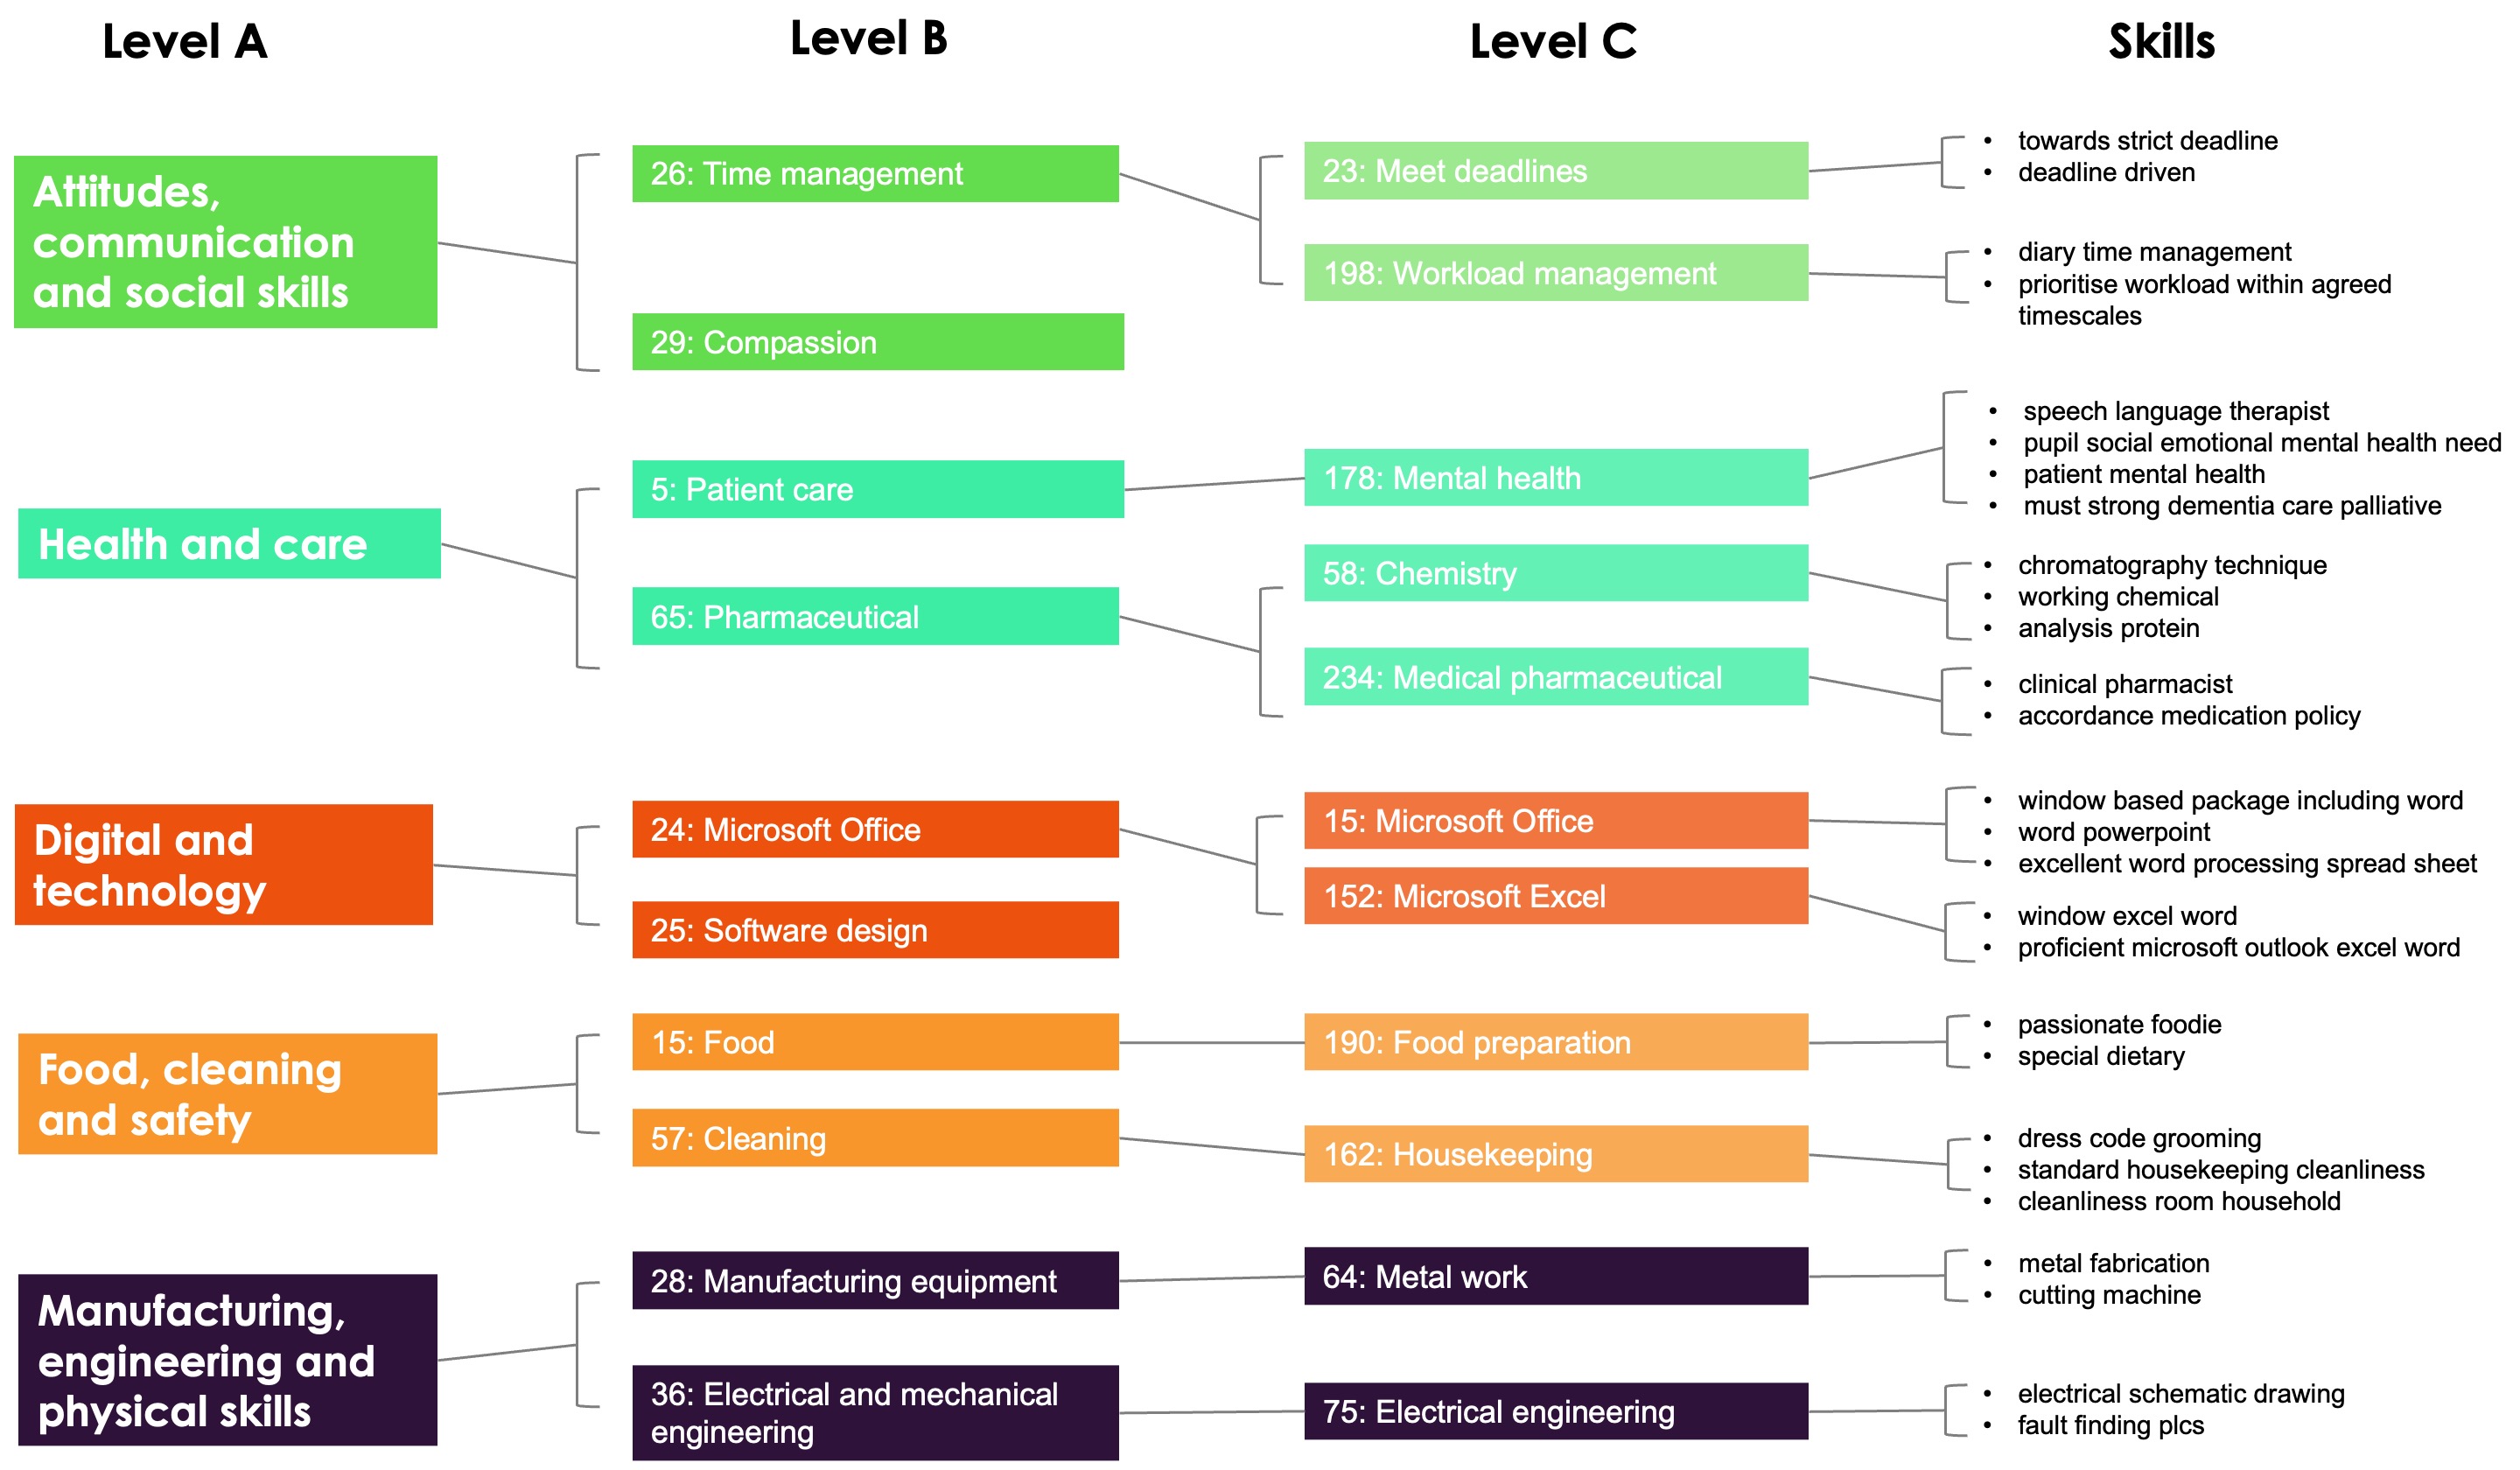 Level A
Level B
Level C
Skills
Attitudes,
communication
and social skills
26: Time management
29: Compassion
23: Meet deadlines
198: Workload management
• towards strict deadline
• deadline driven
• diary time management
• prioritise workload within agreed
timescales
Health and care
5: Patient care
65: Pharmaceutical
178: Mental health
58: Chemistry
234: Medical pharmaceutical
• speech language therapist
• pupil social emotional mental health need
• patient mental health
• must strong dementia care palliative
• chromatography technique
• working chemical
• analysis protein
• clinical pharmacist
• accordance medication policy
Digital and
technology
24: Microsoft Office
25: Software design
15: Microsoft Office
152: Microsoft Excel
• window based package including word
• word powerpoint
• excellent word processing spread sheet
• window excel word
• proficient microsoft outlook excel word
Food, cleaning
and safety
15: Food
57: Cleaning
190: Food preparation
162: Housekeeping
• passionate foodie
• special dietary
• dress code grooming
• standard housekeeping cleanliness
• cleanliness room household
Manufacturing,
engineering and
physical skills
28: Manufacturing equipment
36: Electrical and mechanical
engineering
64: Metal work
75: Electrical engineering
• metal fabrication
• cutting machine
• electrical schematic drawing
• fault finding plcs